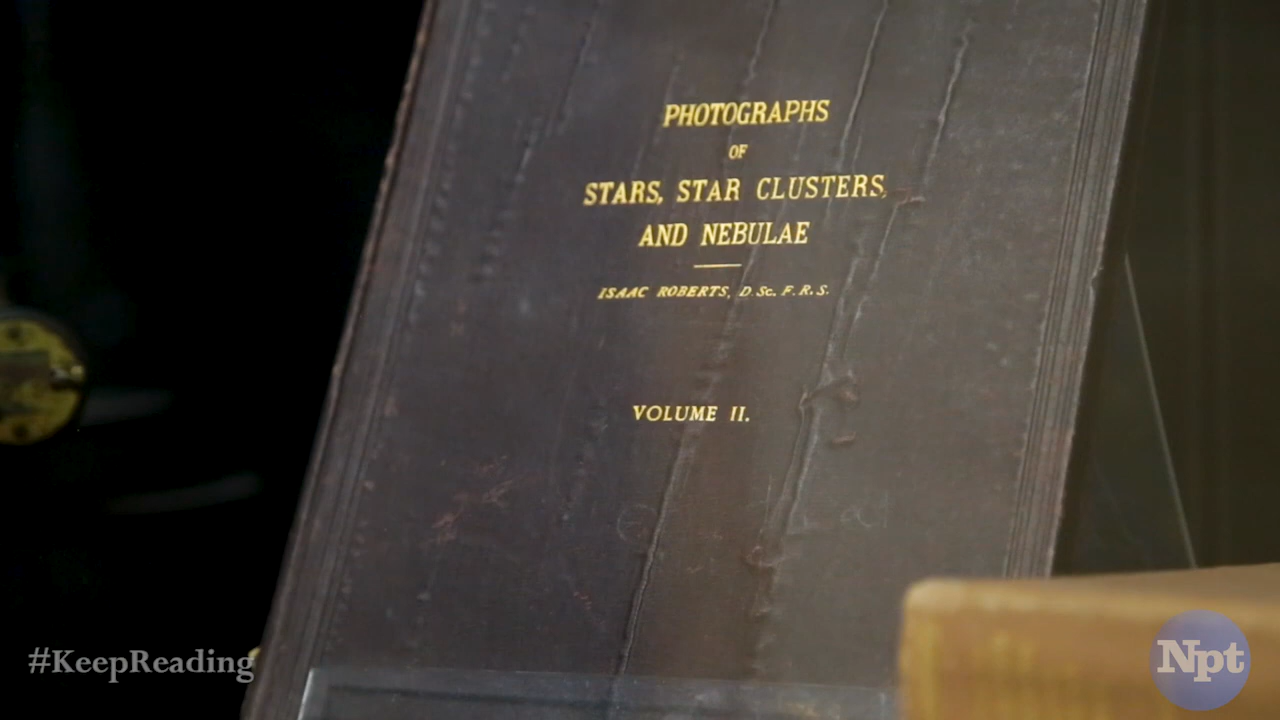 PHOTOGRAPHS
OF
STARS, STAR CLUSTERS,
AND NEBULAE
ISAAC ROBERTS, D.Sc. F.R.S.
VOLUME II.
#KeepReading
Npt